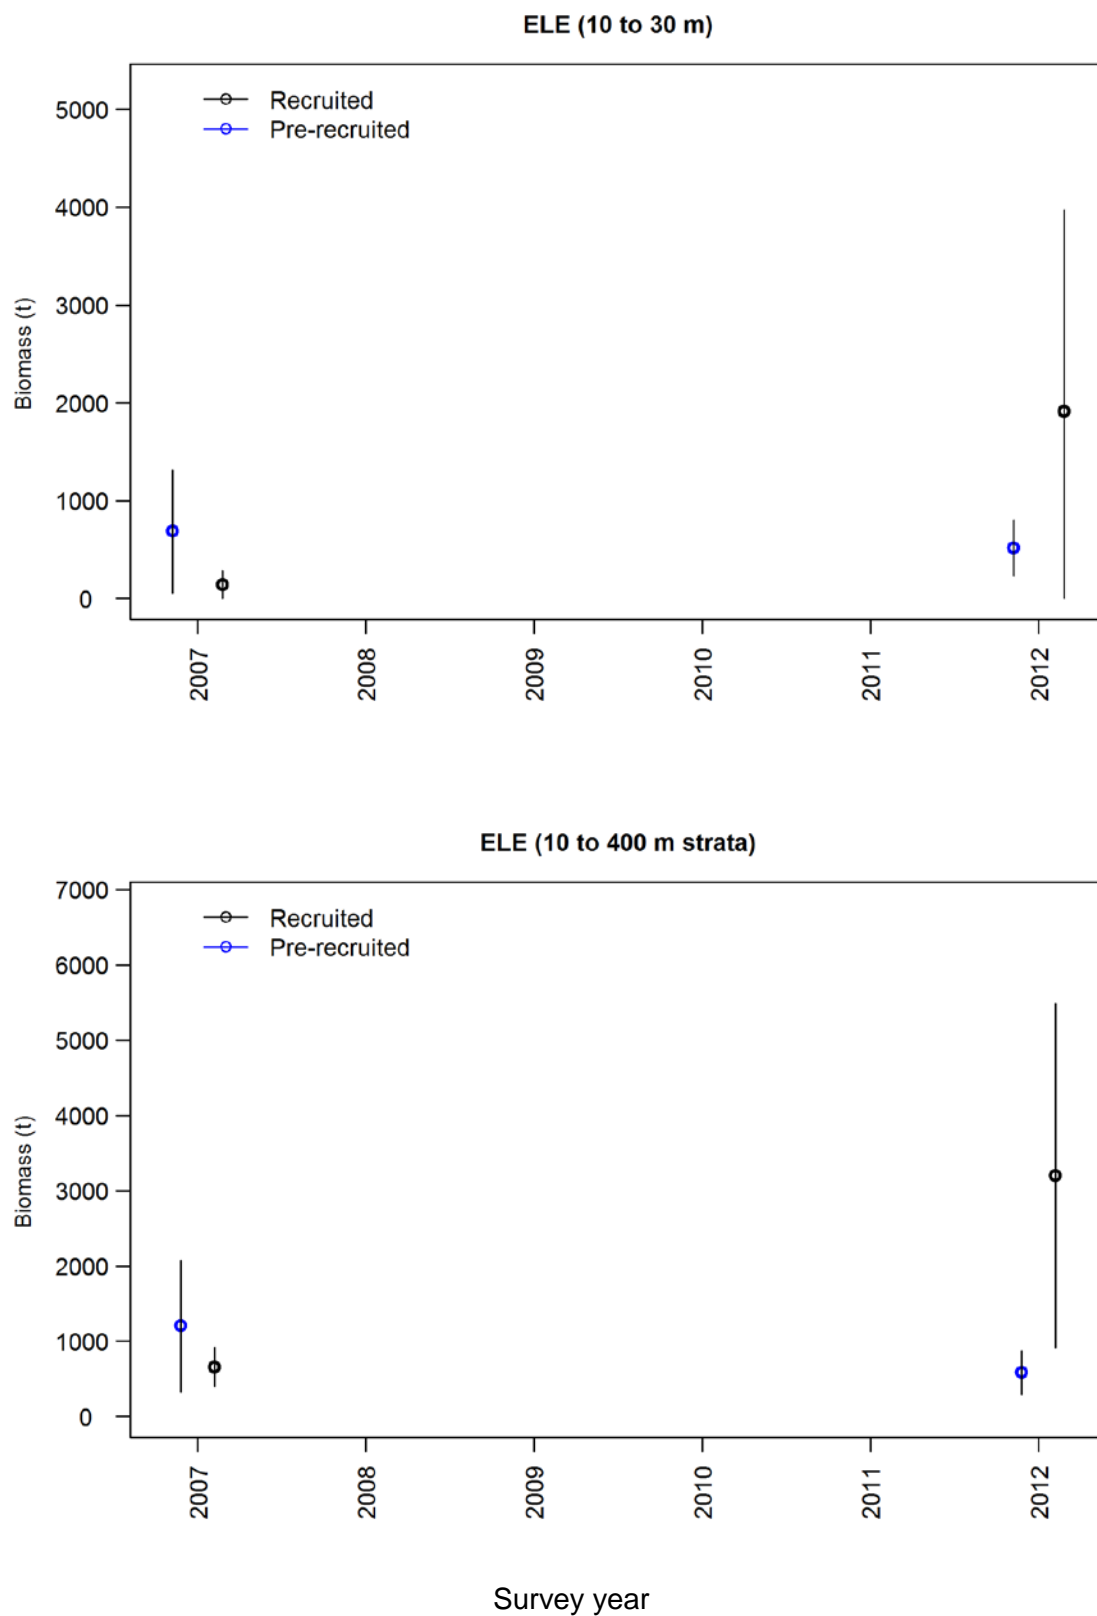 ELE (10 to 30 m)
Recruited
Pre-recruited
5000
4000
3000
2000
1000
0
Biomass (t)
2007
2008
2009
2010
2011
2012
ELE (10 to 400 m strata)
Recruited
Pre-recruited
7000
6000
5000
4000
3000
2000
1000
0
Biomass (t)
2007
2008
2009
2010
2011
2012
Survey year